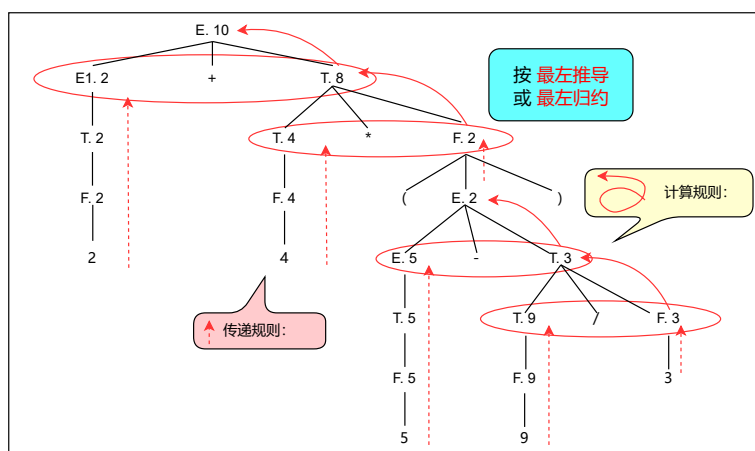 E. 10
E1. 2 + T. 8
按 最左推导
或 最左归约
T. 2 T. 4 * F. 2
F. 2 F. 4 ( E. 2 ) 计算规则：
2 4 E. 5 - T. 3
传递规则： T. 5 T. 9 / F. 3
F. 5 F. 9 3
5 9